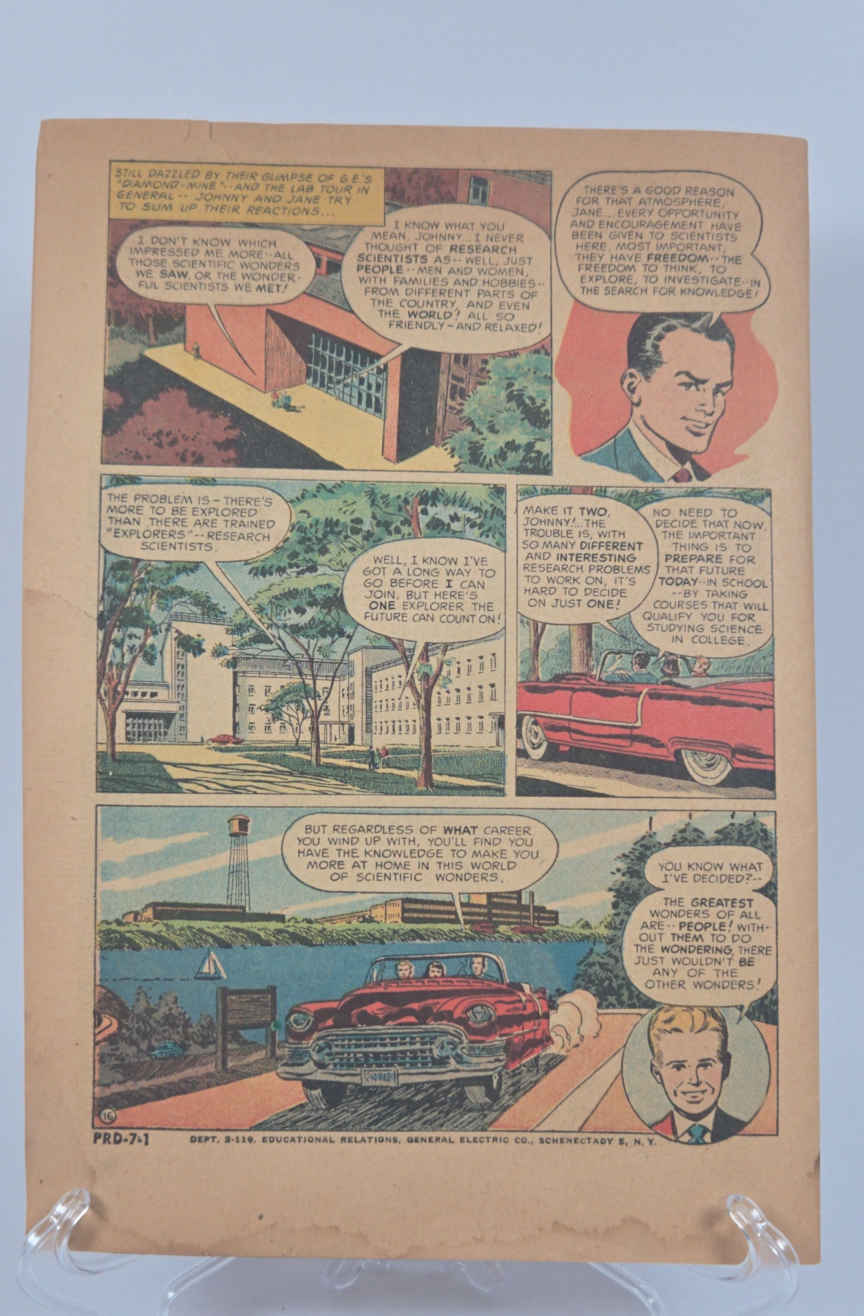 STILL DAZZLED BY THEIR GLIMPSE OF G.E.'S
"DIAMOND-MINE"--AND THE LAB TOUR IN
GENERAL-- JOHNNY AND JANE TRY
TO SUM UP THEIR REACTIONS...
I DON'T KNOW WHICH
IMPRESSED ME MORE--ALL
THOSE SCIENTIFIC WONDERS
WE SAW, OR THE WONDER-
FUL SCIENTISTS WE MET!
I KNOW WHAT YOU
MEAN, JOHNNY...I NEVER
THOUGHT OF RESEARCH
SCIENTISTS AS--WELL, JUST
PEOPLE--MEN AND WOMEN,
WITH FAMILIES AND HOBBIES--
FROM DIFFERENT PARTS OF
THE COUNTRY, AND EVEN
THE WORLD! ALL SO
FRIENDLY-AND RELAXED!
THERE'S A GOOD REASON
FOR THAT ATMOSPHERE,
JANE...EVERY OPPORTUNITY
AND ENCOURAGEMENT HAVE
BEEN GIVEN TO SCIENTISTS
HERE. MOST IMPORTANT,
THEY HAVE FREEDOM--THE
FREEDOM TO THINK, TO
EXPLORE, TO INVESTIGATE--IN
THE SEARCH FOR KNOWLEDGE!
THE PROBLEM IS-THERE'S
MORE TO BE EXPLORED
THAN THERE ARE TRAINED
"EXPLORERS"--RESEARCH
SCIENTISTS.
WELL, I KNOW I'VE
GOT A LONG WAY TO
GO BEFORE I CAN
JOIN, BUT HERE'S
ONE EXPLORER THE
FUTURE CAN COUNT ON!
MAKE IT TWO,
JOHNNY!...THE
TROUBLE IS, WITH
SO MANY DIFFERENT
AND INTERESTING
RESEARCH PROBLEMS
TO WORK ON, IT'S
HARD TO DECIDE
ON JUST ONE!
NO NEED TO
DECIDE THAT NOW.
THE IMPORTANT
THING IS TO
PREPARE FOR
THAT FUTURE
TODAY--IN SCHOOL
--BY TAKING
COURSES THAT WILL
QUALIFY YOU FOR
STUDYING SCIENCE
IN COLLEGE.
BUT REGARDLESS OF WHAT CAREER
YOU WIND UP WITH, YOU'LL FIND YOU
HAVE THE KNOWLEDGE TO MAKE YOU
MORE AT HOME IN THIS WORLD
OF SCIENTIFIC WONDERS.
YOU KNOW WHAT
I'VE DECIDED?--
THE GREATEST
WONDERS OF ALL
ARE--PEOPLE! WITH-
OUT THEM TO DO
THE WONDERING, THERE
JUST WOULDN'T BE
ANY OF THE
OTHER WONDERS!
16
PRD-7-1 DEPT. 2-119, EDUCATIONAL RELATIONS, GENERAL ELECTRIC CO., SCHENECTADY 5, N. Y.